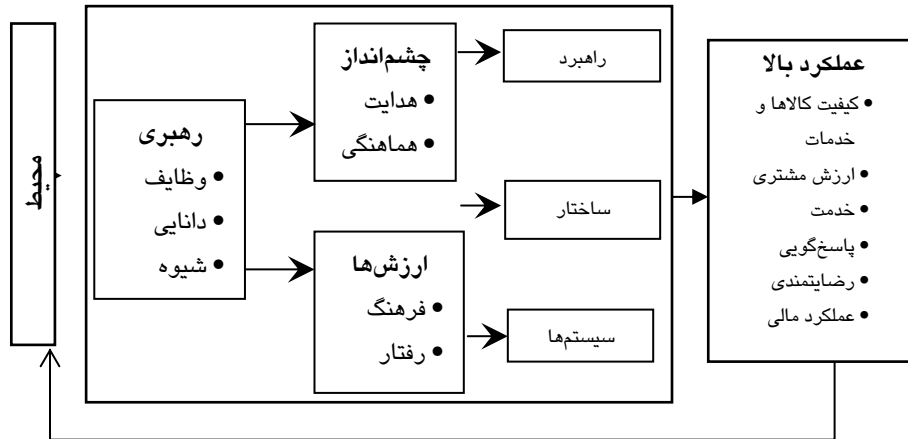 محیط
رهبری
• وظایف
• دانایی
• شیوه
چشم‌انداز
• هدایت
• هماهنگی
ارزش‌ها
• فرهنگ
• رفتار
راهبرد
ساختار
سیستم‌ها
عملکرد بالا
• کیفیت کالاها و
خدمات
• ارزش مشتری
• خدمت
• پاسخ‌گویی
• رضایتمندی
• عملکرد مالی